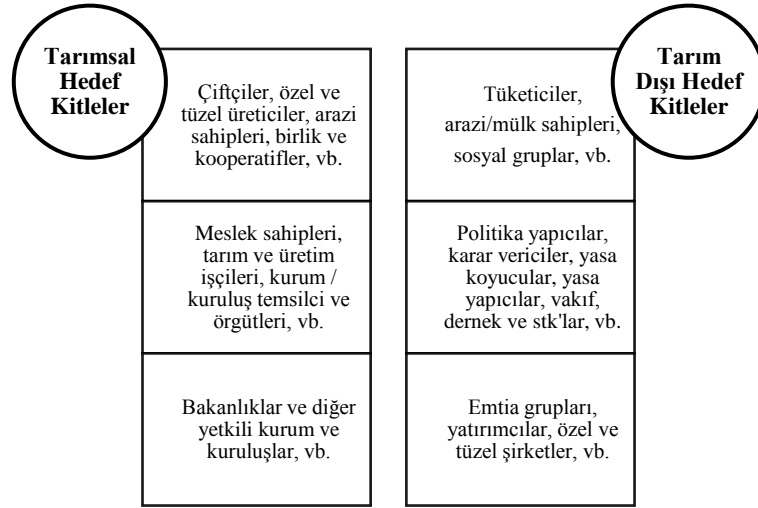 Tarımsal
Hedef
Kitleler
Çiftçiler, özel ve
tüzel üreticiler, arazi
sahipleri, birlik ve
kooperatifler, vb.
Meslek sahipleri,
tarım ve üretim
işçileri, kurum /
kuruluş temsilci ve
örgütleri, vb.
Bakanlıklar ve diğer
yetkili kurum ve
kuruluşlar, vb.
Tarım
Dışı Hedef
Kitleler
Tüketiciler,
arazi/mülk sahipleri,
sosyal gruplar, vb.
Politika yapıcılar,
karar vericiler, yasa
koyucular, yasa
yapıcılar, vakıf,
dernek ve stk'lar, vb.
Emtia grupları,
yatırımcılar, özel ve
tüzel şirketler, vb.